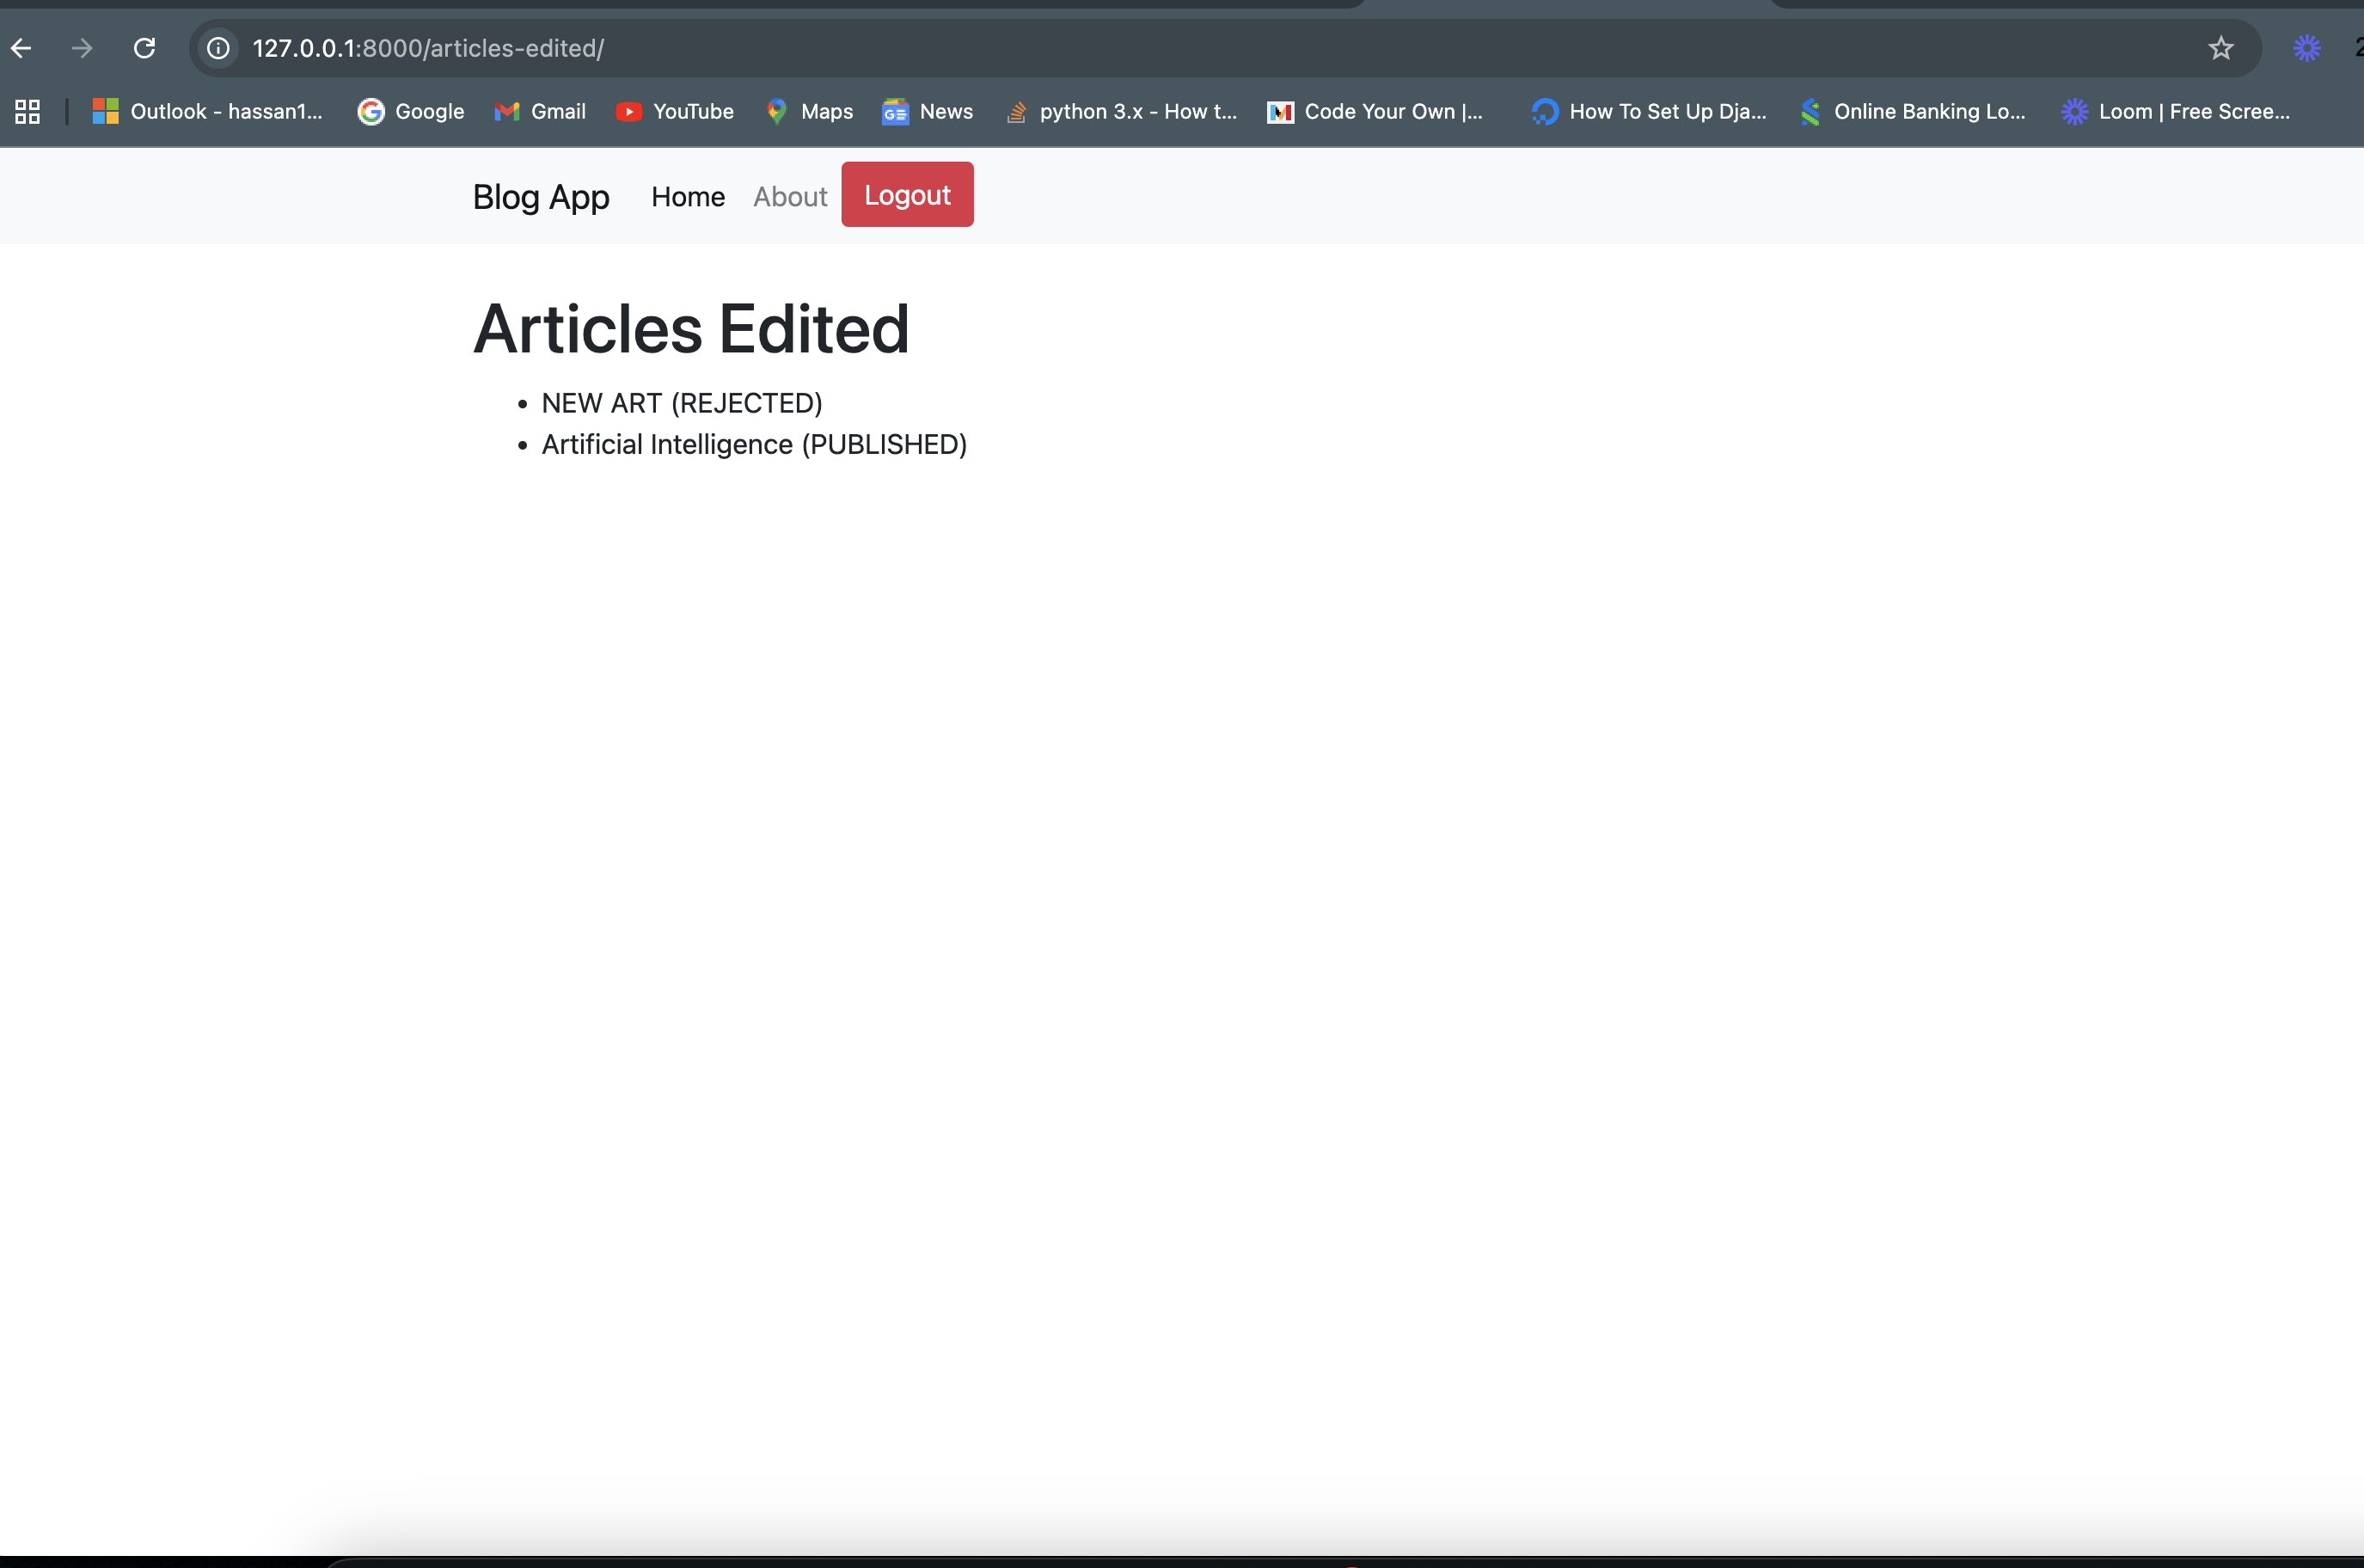 127.0.0.1:8000/articles-edited/
Outlook - hassan1... Google Gmail YouTube Maps News python 3.x - How t... Code Your Own |... How To Set Up Dja... Online Banking Lo... Loom | Free Scree...
Blog App Home About Logout
Articles Edited
• NEW ART (REJECTED)
• Artificial Intelligence (PUBLISHED)